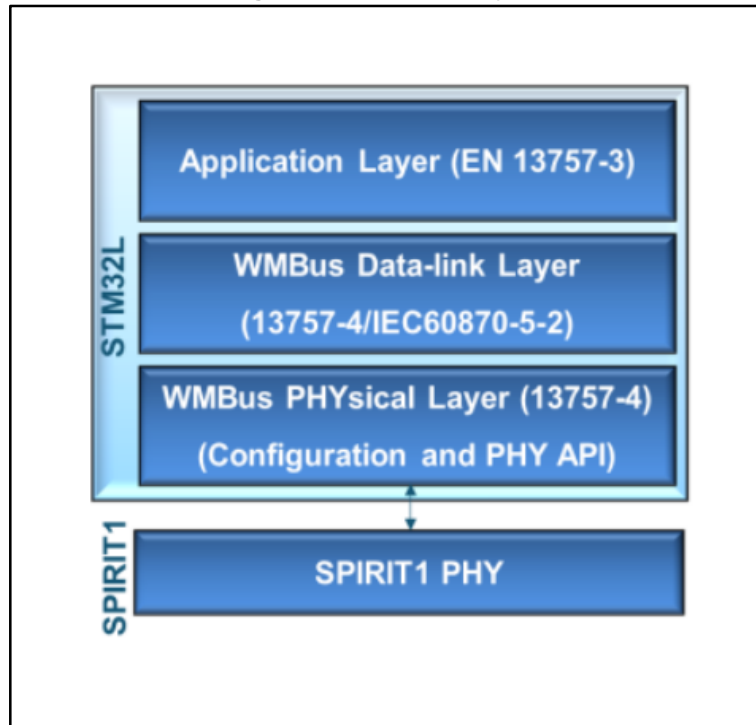 STM32L
Application Layer (EN 13757-3)
WMBus Data-link Layer
(13757-4/IEC60870-5-2)
WMBus PHYsical Layer (13757-4)
(Configuration and PHY API)
SPIRIT1
SPIRIT1 PHY